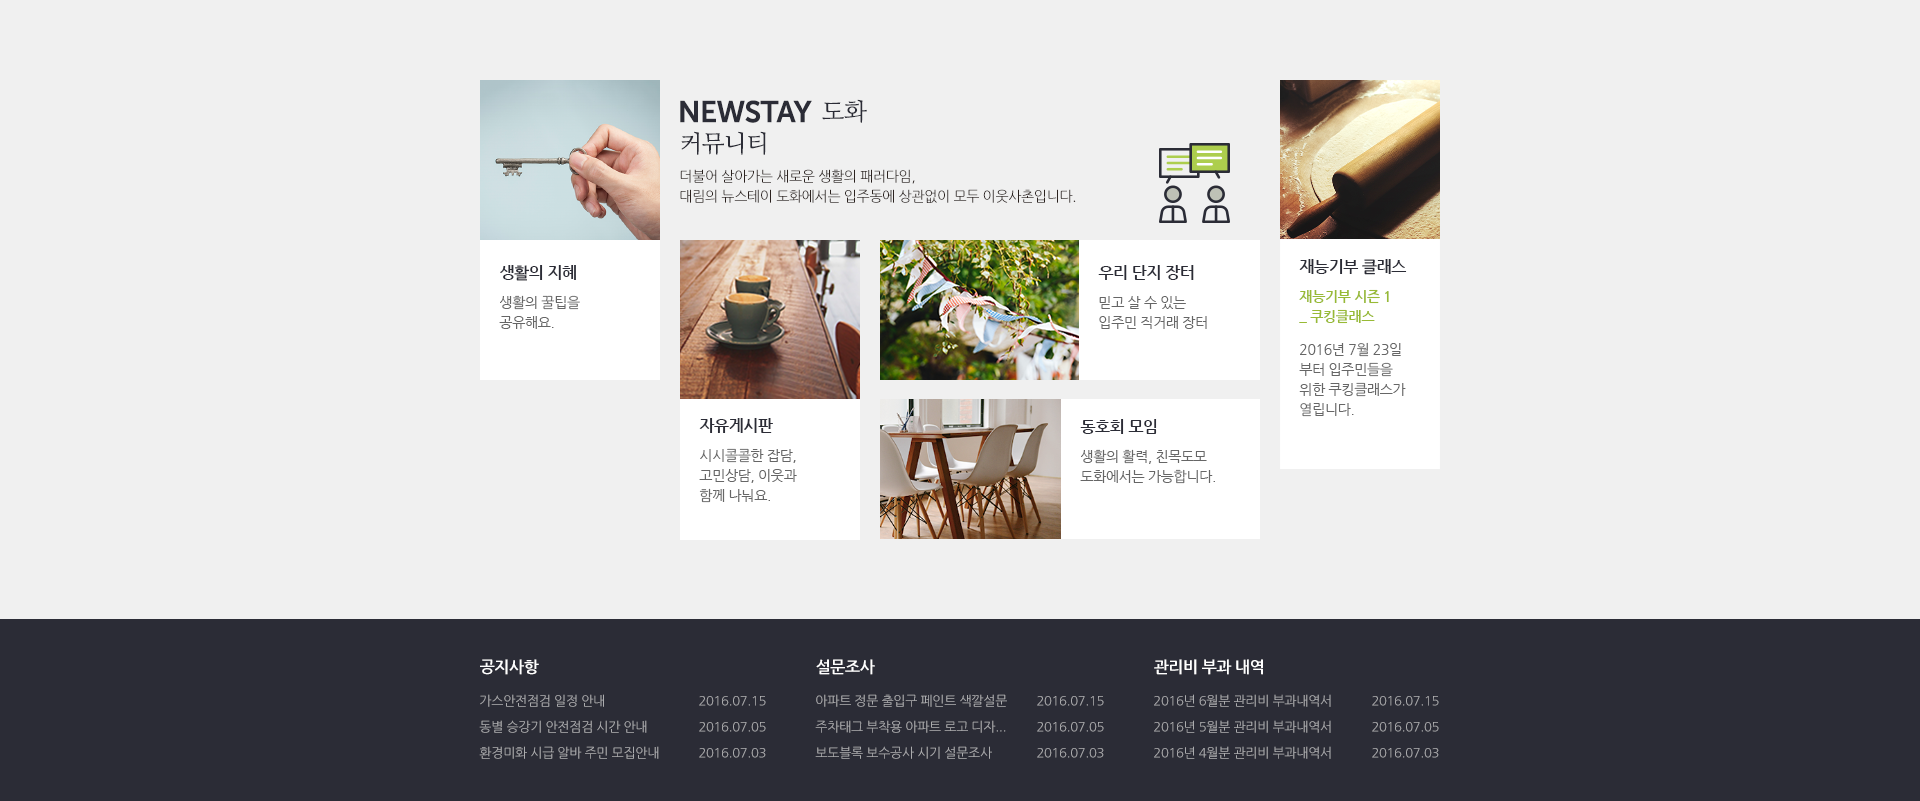 NEWSTAY 도화
커뮤니티
더불어 살아가는 새로운 생활의 패러다임,
대림의 뉴스테이 도화에서는 입주동에 상관없이 모두 이웃사촌입니다.
생활의 지혜
생활의 꿀팁을
공유해요.
자유게시판
시시콜콜한 잡담,
고민상담, 이웃과
함께 나눠요.
우리 단지 장터
믿고 살 수 있는
입주민 직거래 장터
동호회 모임
생활의 활력, 친목도모
도화에서는 가능합니다.
재능기부 클래스
재능기부 시즌 1
_ 쿠킹클래스
2016년 7월 23일
부터 입주민들을
위한 쿠킹클래스가
열립니다.
공지사항
가스안전점검 일정 안내 2016.07.15
동별 승강기 안전점검 시간 안내 2016.07.05
환경미화 시급 알바 주민 모집안내 2016.07.03
설문조사
아파트 정문 출입구 페인트 색깔설문 2016.07.15
주차태그 부착용 아파트 로고 디자... 2016.07.05
보도블록 보수공사 시기 설문조사 2016.07.03
관리비 부과 내역
2016년 6월분 관리비 부과내역서 2016.07.15
2016년 5월분 관리비 부과내역서 2016.07.05
2016년 4월분 관리비 부과내역서 2016.07.03